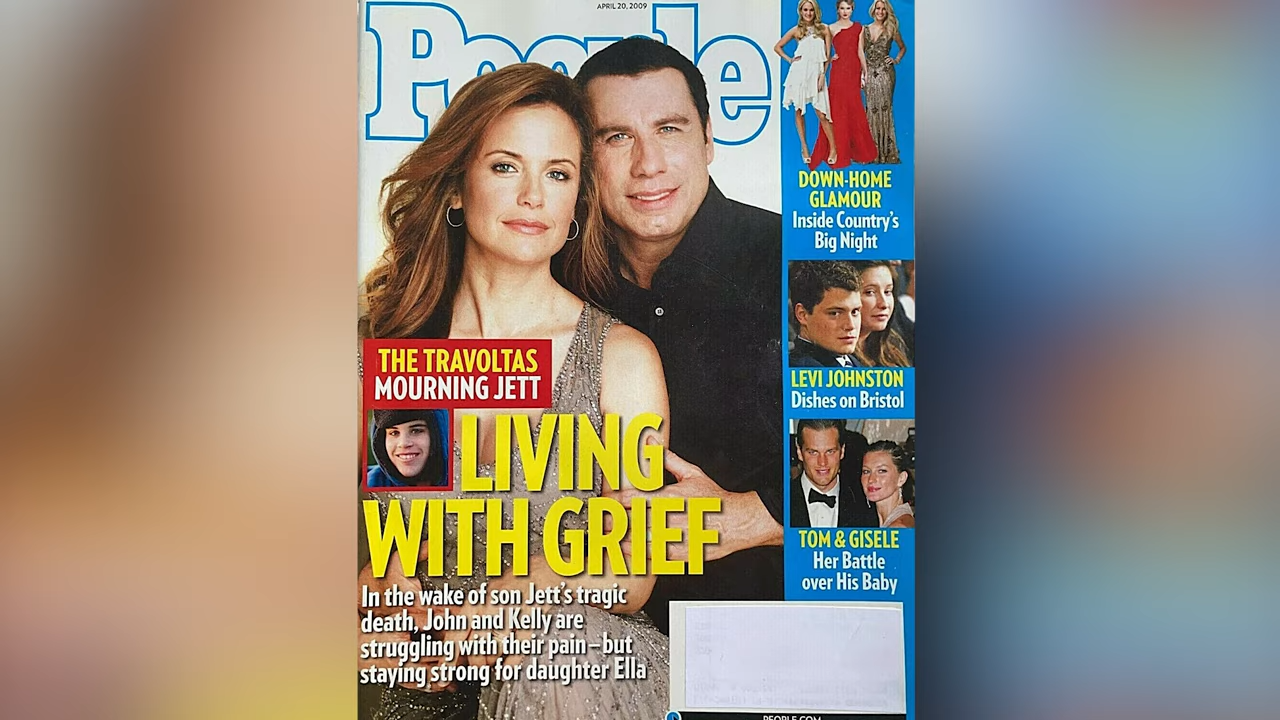 APRIL 20, 2009
People
DOWN-HOME
GLAMOUR
Inside Country's
Big Night
LEVI JOHNSTON
Dishes on Bristol
TOM & GISELE
Her Battle
over His Baby
THE TRAVOLTAS
MOURNING JETT
LIVING
WITH GRIEF
In the wake of son Jett's tragic
death, John and Kelly are
struggling with their pain–but
staying strong for daughter Ella
PEOPLE.COM